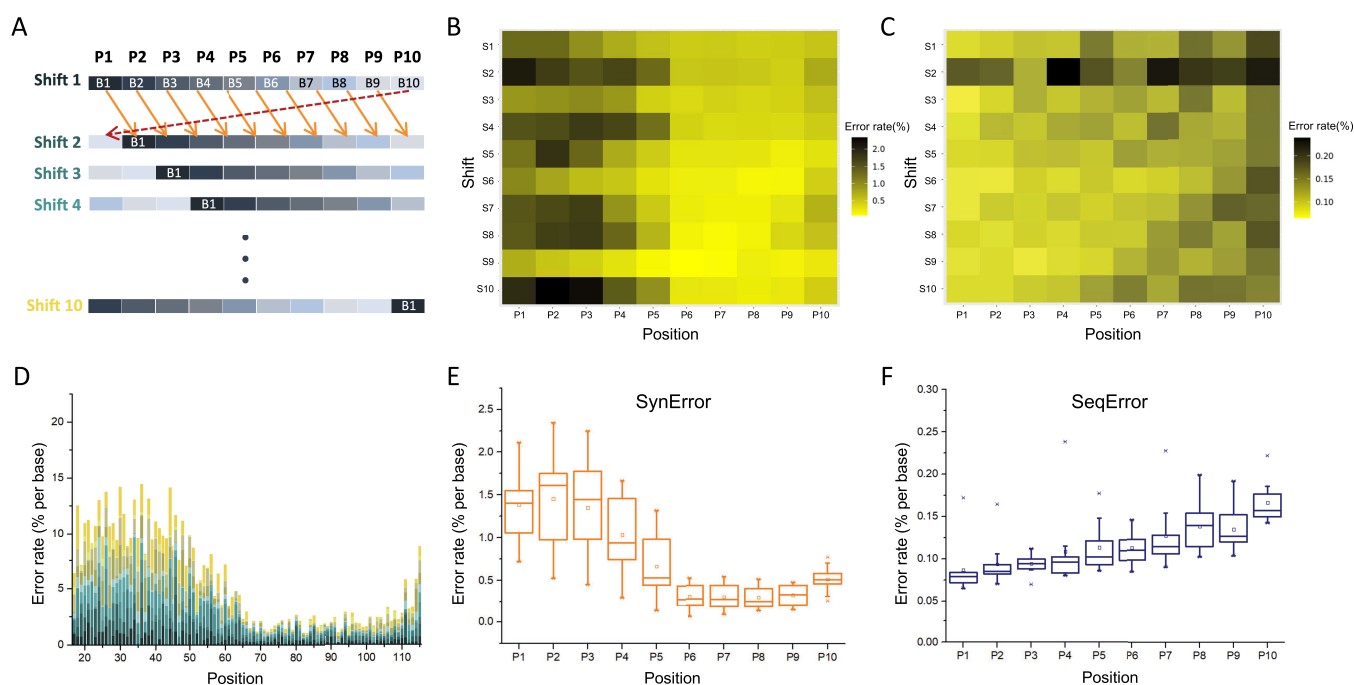 A
P1 P2 P3 P4 P5 P6 P7 P8 P9 P10
Shift 1 B1 B2 B3 B4 B5 B6 B7 B8 B9 B10
Shift 2 B1
Shift 3 B1
Shift 4 B1
Shift 10 B1
B
S1
S2
S3
S4
S5
S6
S7
S8
S9
S10
Shift
P1 P2 P3 P4 P5 P6 P7 P8 P9 P10
Position
Error rate(%)
2.0
1.5
1.0
0.5
C
S1
S2
S3
S4
S5
S6
S7
S8
S9
S10
Shift
P1 P2 P3 P4 P5 P6 P7 P8 P9 P10
Position
Error rate(%)
0.20
0.15
0.10
D
Error rate (% per base)
20
15
10
5
0
20 30 40 50 60 70 80 90 100 110
Position
E
SynError
Error rate (% per base)
2.5
2.0
1.5
1.0
0.5
0.0
P1 P2 P3 P4 P5 P6 P7 P8 P9 P10
Position
F
SeqError
Error rate (% per base)
0.30
0.25
0.20
0.15
0.10
0.05
0.00
P1 P2 P3 P4 P5 P6 P7 P8 P9 P10
Position